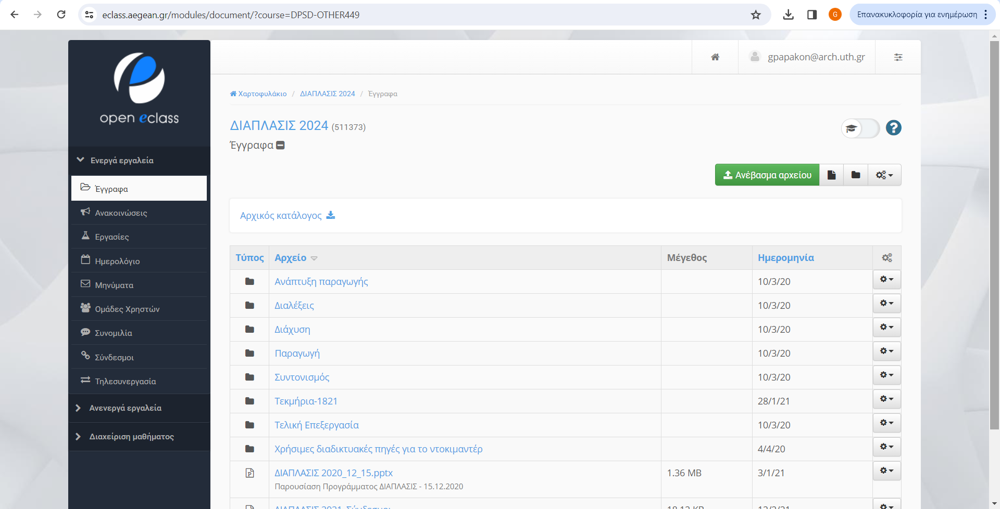 eclass.aegean.gr/modules/document/?course=DPSD-OTHER449
G
Επανακυκλοφορία για ενημέρωση
open eclass
gpapakon@arch.uth.gr
Χαρτοφυλάκιο / ΔΙΑΠΛΑΣΙΣ 2024 / Έγγραφα
ΔΙΑΠΛΑΣΙΣ 2024 (511373)
Έγγραφα
Ενεργά εργαλεία
Έγγραφα
Ανακοινώσεις
Εργασίες
Ημερολόγιο
Μηνύματα
Ομάδες Χρηστών
Συνομιλία
Σύνδεσμοι
Τηλεσυνεργασία
Ανενεργά εργαλεία
Διαχείριση μαθήματος
Ανέβασμα αρχείου
Αρχικός κατάλογος
Τύπος Αρχείο Μέγεθος Ημερομηνία
Ανάπτυξη παραγωγής 10/3/20
Διαλέξεις 10/3/20
Διάχυση 10/3/20
Παραγωγή 10/3/20
Συντονισμός 10/3/20
Τεκμήρια-1821 28/1/21
Τελική Επεξεργασία 10/3/20
Χρήσιμες διαδικτυακές πηγές για το ντοκιμαντέρ 4/4/20
ΔΙΑΠΛΑΣΙΣ 2020_12_15.pptx 1.36 MB 3/1/21
Παρουσίαση Προγράμματος ΔΙΑΠΛΑΣΙΣ - 15.12.2020